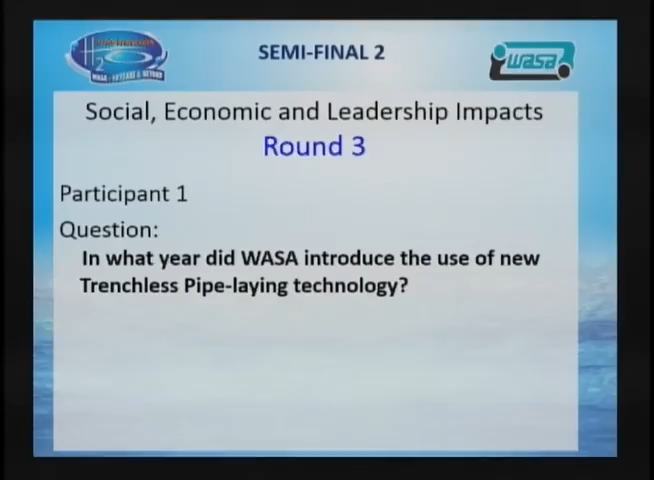 SEMI-FINAL 2
wasa
H2O
Social, Economic and Leadership Impacts
Round 3
Participant 1
Question:
In what year did WASA introduce the use of new
Trenchless Pipe-laying technology?